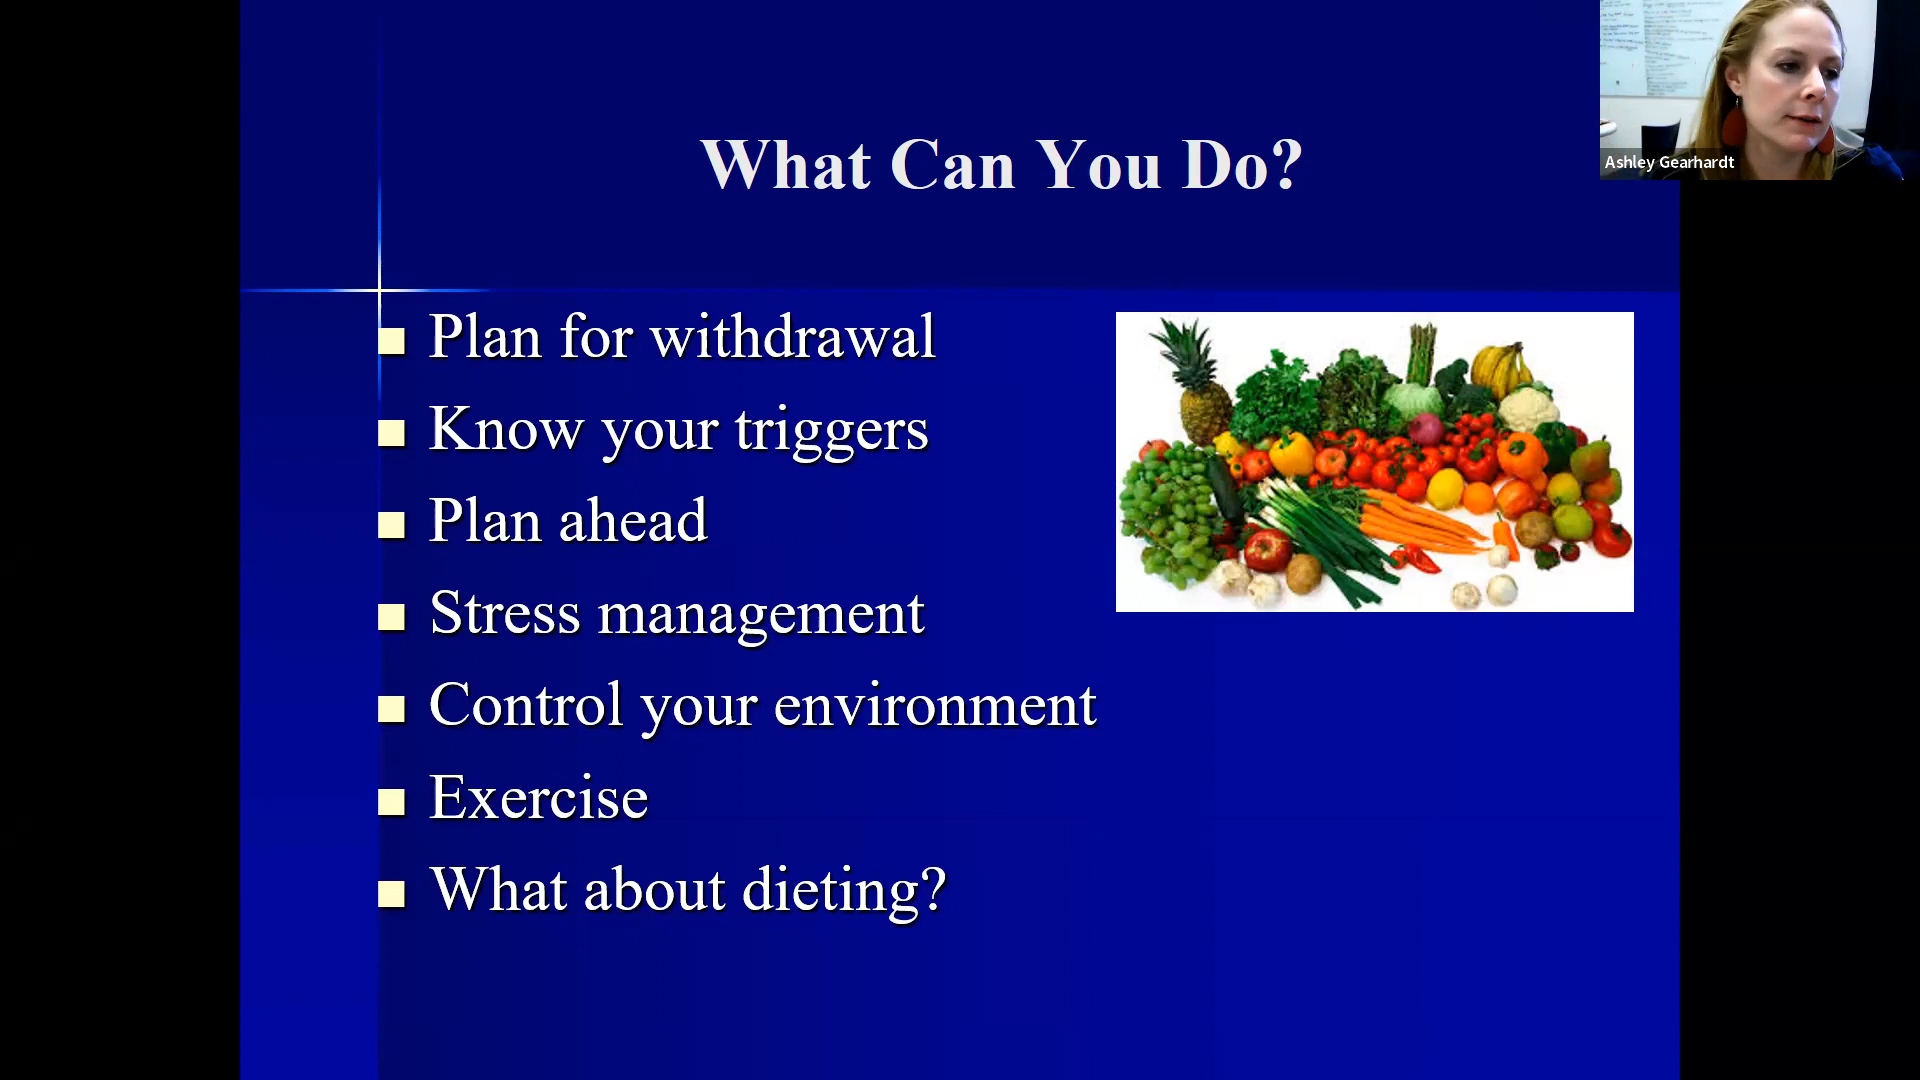 What Can You Do?
Plan for withdrawal
Know your triggers
Plan ahead
Stress management
Control your environment
Exercise
What about dieting?
Ashley Gearhardt